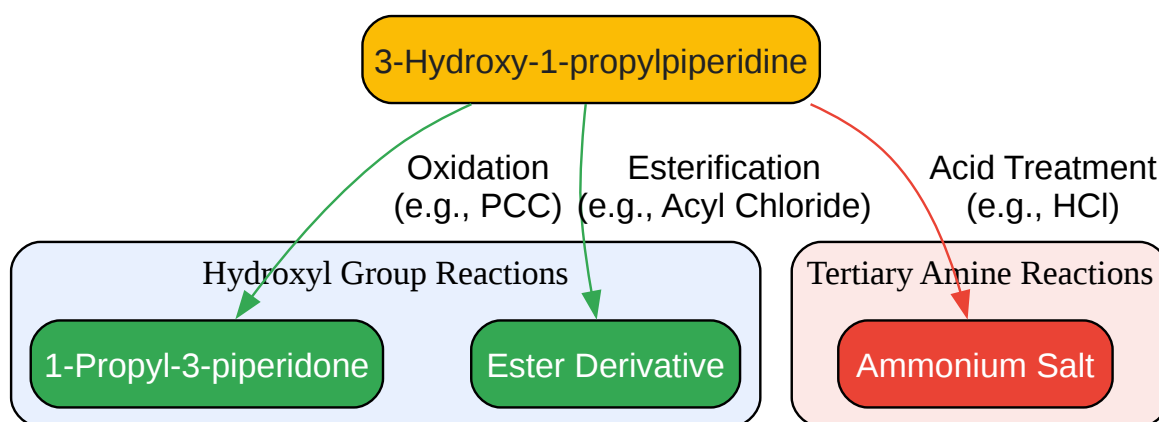 3-Hydroxy-1-propylpiperidine
Oxidation
(e.g., PCC)
Esterification
(e.g., Acyl Chloride)
Acid Treatment
(e.g., HCl)
Hydroxyl Group Reactions
Tertiary Amine Reactions
1-Propyl-3-piperidone
Ester Derivative
Ammonium Salt